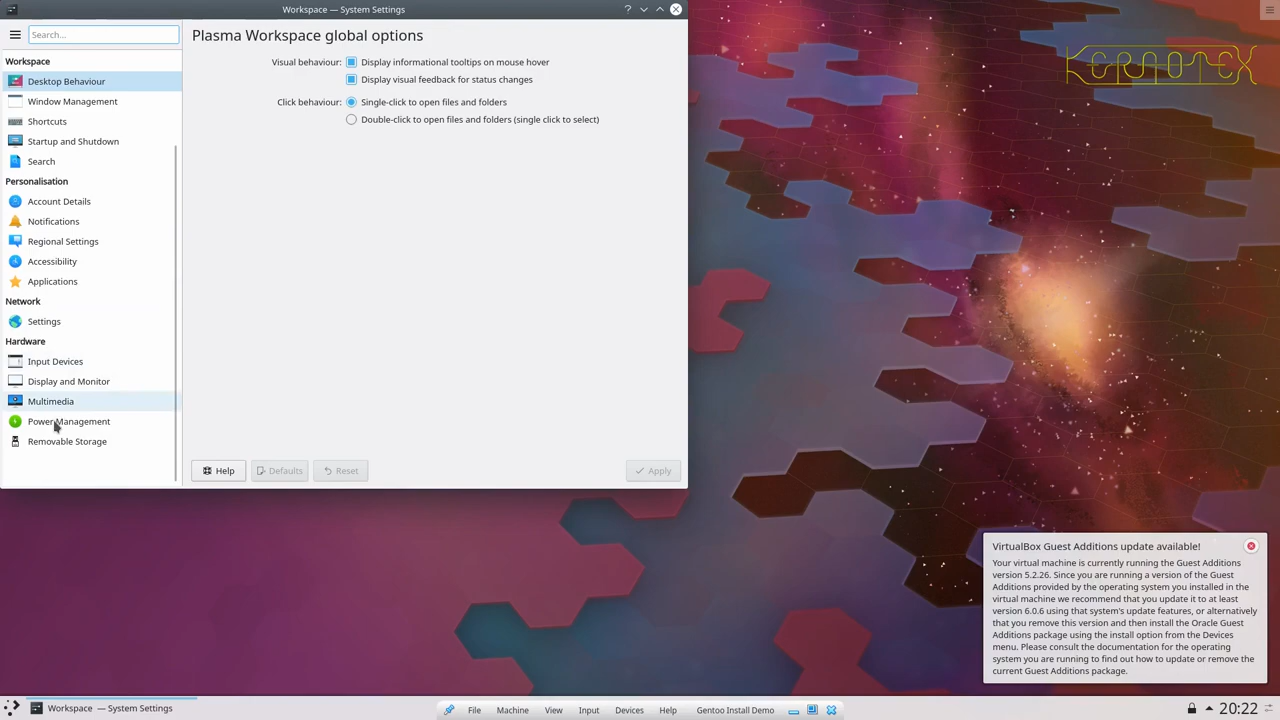 Workspace — System Settings
Search...
Workspace
Desktop Behaviour
Window Management
Shortcuts
Startup and Shutdown
Search
Personalisation
Account Details
Notifications
Regional Settings
Accessibility
Applications
Network
Settings
Hardware
Input Devices
Display and Monitor
Multimedia
Power Management
Removable Storage
Plasma Workspace global options
Visual behaviour: Display informational tooltips on mouse hover
Display visual feedback for status changes
Click behaviour: Single-click to open files and folders
Double-click to open files and folders (single click to select)
Help Defaults Reset Apply
KERNOTEX
VirtualBox Guest Additions update available!
Your virtual machine is currently running the Guest Additions
version 5.2.26. Since you are running a version of the Guest
Additions provided by the operating system you installed in the
virtual machine we recommend that you update it to at least
version 6.0.6 using that system's update features, or alternatively
that you remove this version and then install the Oracle Guest
Additions package using the install option from the Devices
menu. Please consult the documentation for the operating
system you are running to find out how to update or remove the
current Guest Additions package.
Workspace — System Settings
File Machine View Input Devices Help Gentoo Install Demo
20:22